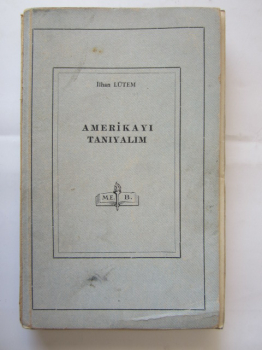 İlhan LÜTEM
AMERİKAYI
TANIYALIM
M. E. B.